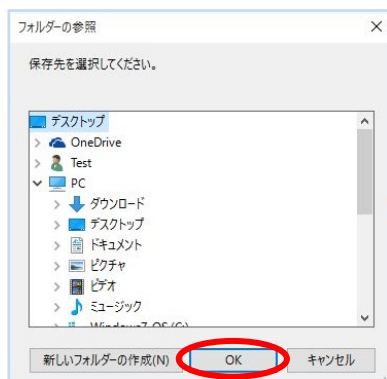 フォルダーの参照
保存先を選択してください。
デスクトップ
OneDrive
Test
PC
ダウンロード
デスクトップ
ドキュメント
ピクチャ
ビデオ
ミュージック
Windows7_OS (C:)
新しいフォルダーの作成(N)
OK
キャンセル